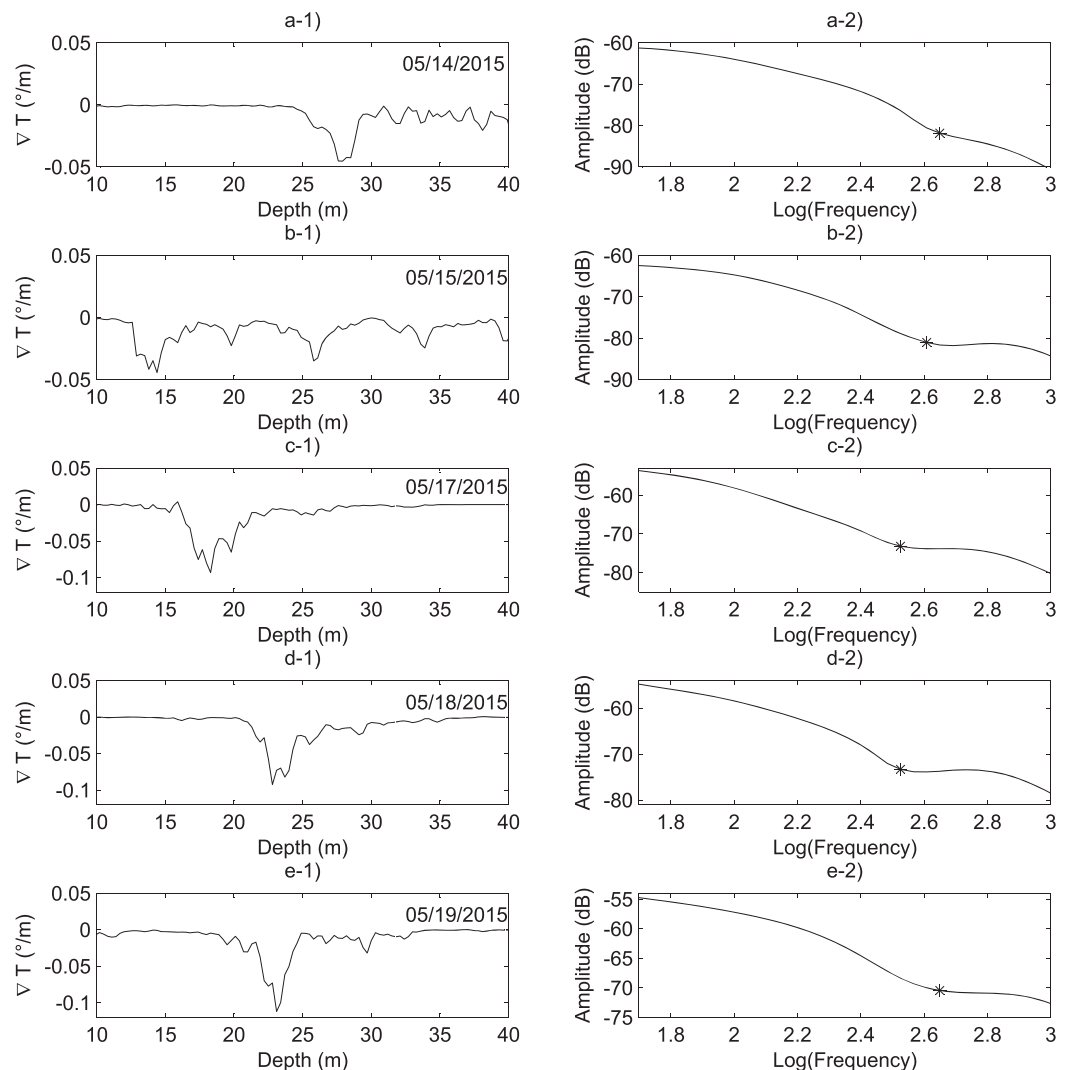 a-1)
05/14/2015
0.05
0
-0.05
∇ T (°/m)
10 15 20 25 30 35 40
Depth (m)
a-2)
-60
-70
-80
-90
Amplitude (dB)
1.8 2 2.2 2.4 2.6 2.8 3
Log(Frequency)
b-1)
05/15/2015
0.05
0
-0.05
∇ T (°/m)
10 15 20 25 30 35 40
Depth (m)
b-2)
-60
-70
-80
-90
Amplitude (dB)
1.8 2 2.2 2.4 2.6 2.8 3
Log(Frequency)
c-1)
05/17/2015
0.05
0
-0.05
-0.1
∇ T (°/m)
10 15 20 25 30 35 40
Depth (m)
c-2)
-60
-70
-80
Amplitude (dB)
1.8 2 2.2 2.4 2.6 2.8 3
Log(Frequency)
d-1)
05/18/2015
0.05
0
-0.05
-0.1
∇ T (°/m)
10 15 20 25 30 35 40
Depth (m)
d-2)
-60
-70
-80
Amplitude (dB)
1.8 2 2.2 2.4 2.6 2.8 3
Log(Frequency)
e-1)
05/19/2015
0.05
0
-0.05
-0.1
∇ T (°/m)
10 15 20 25 30 35 40
Depth (m)
e-2)
-55
-60
-65
-70
-75
Amplitude (dB)
1.8 2 2.2 2.4 2.6 2.8 3
Log(Frequency)